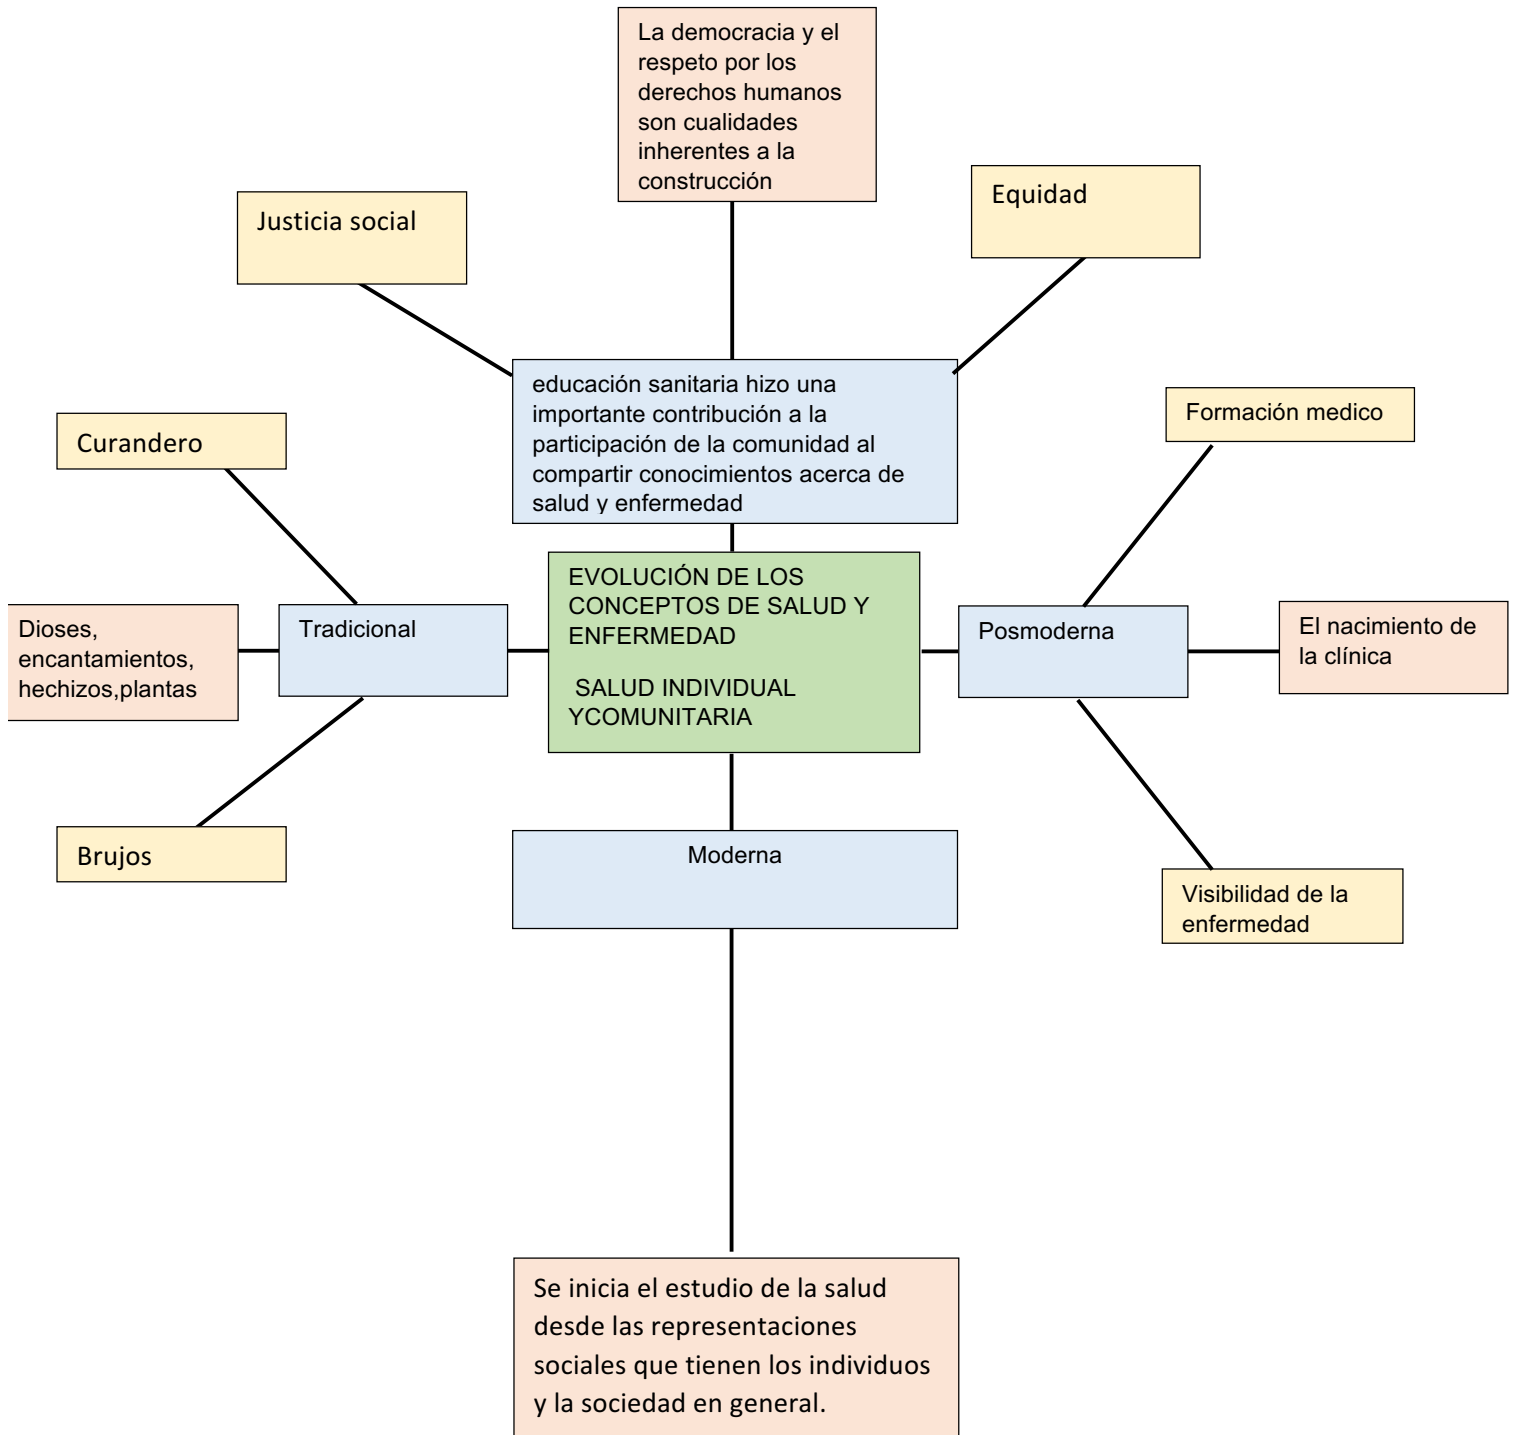 La democracia y el
respeto por los
derechos humanos
son cualidades
inherentes a la
construcción
Justicia social
Equidad
educación sanitaria hizo una
importante contribución a la
participación de la comunidad al
compartir conocimientos acerca de
salud y enfermedad
Curandero
Formación medico
EVOLUCIÓN DE LOS
CONCEPTOS DE SALUD Y
ENFERMEDAD
SALUD INDIVIDUAL
YCOMUNITARIA
Dioses,
encantamientos,
hechizos,plantas
Tradicional
Posmoderna
El nacimiento de
la clínica
Brujos
Moderna
Visibilidad de la
enfermedad
Se inicia el estudio de la salud
desde las representaciones
sociales que tienen los individuos
y la sociedad en general.